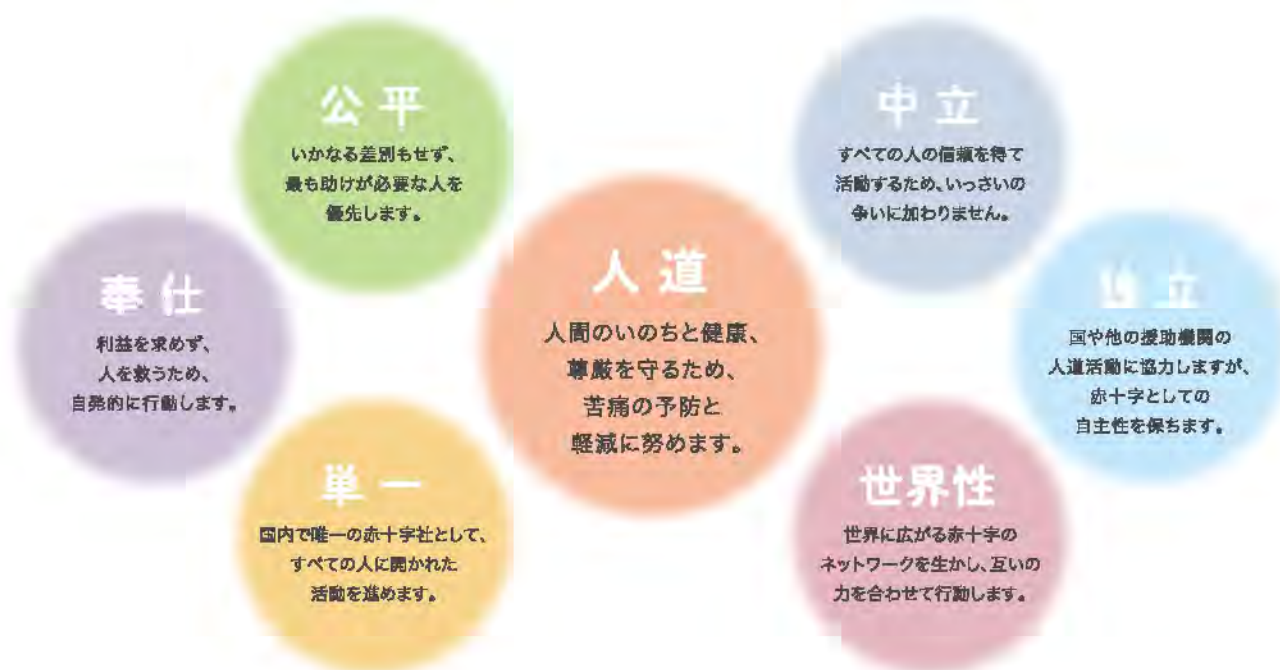 公平
いかなる差別もせず、
最も助けが必要な人を
優先します。
中立
すべての人の信頼を得て
活動するため、いっさいの
争いに加わりません。
奉仕
利益を求めず、
人を救うため、
自発的に行動します。
人道
人間のいのちと健康、
尊厳を守るため、
苦痛の予防と
軽減に努めます。
独立
国や他の援助機関の
人道活動に協力しますが、
赤十字としての
自主性を保ちます。
単一
国内で唯一の赤十字社として、
すべての人に開かれた
活動を進めます。
世界性
世界に広がる赤十字の
ネットワークを生かし、互いの
力を合わせて行動します。